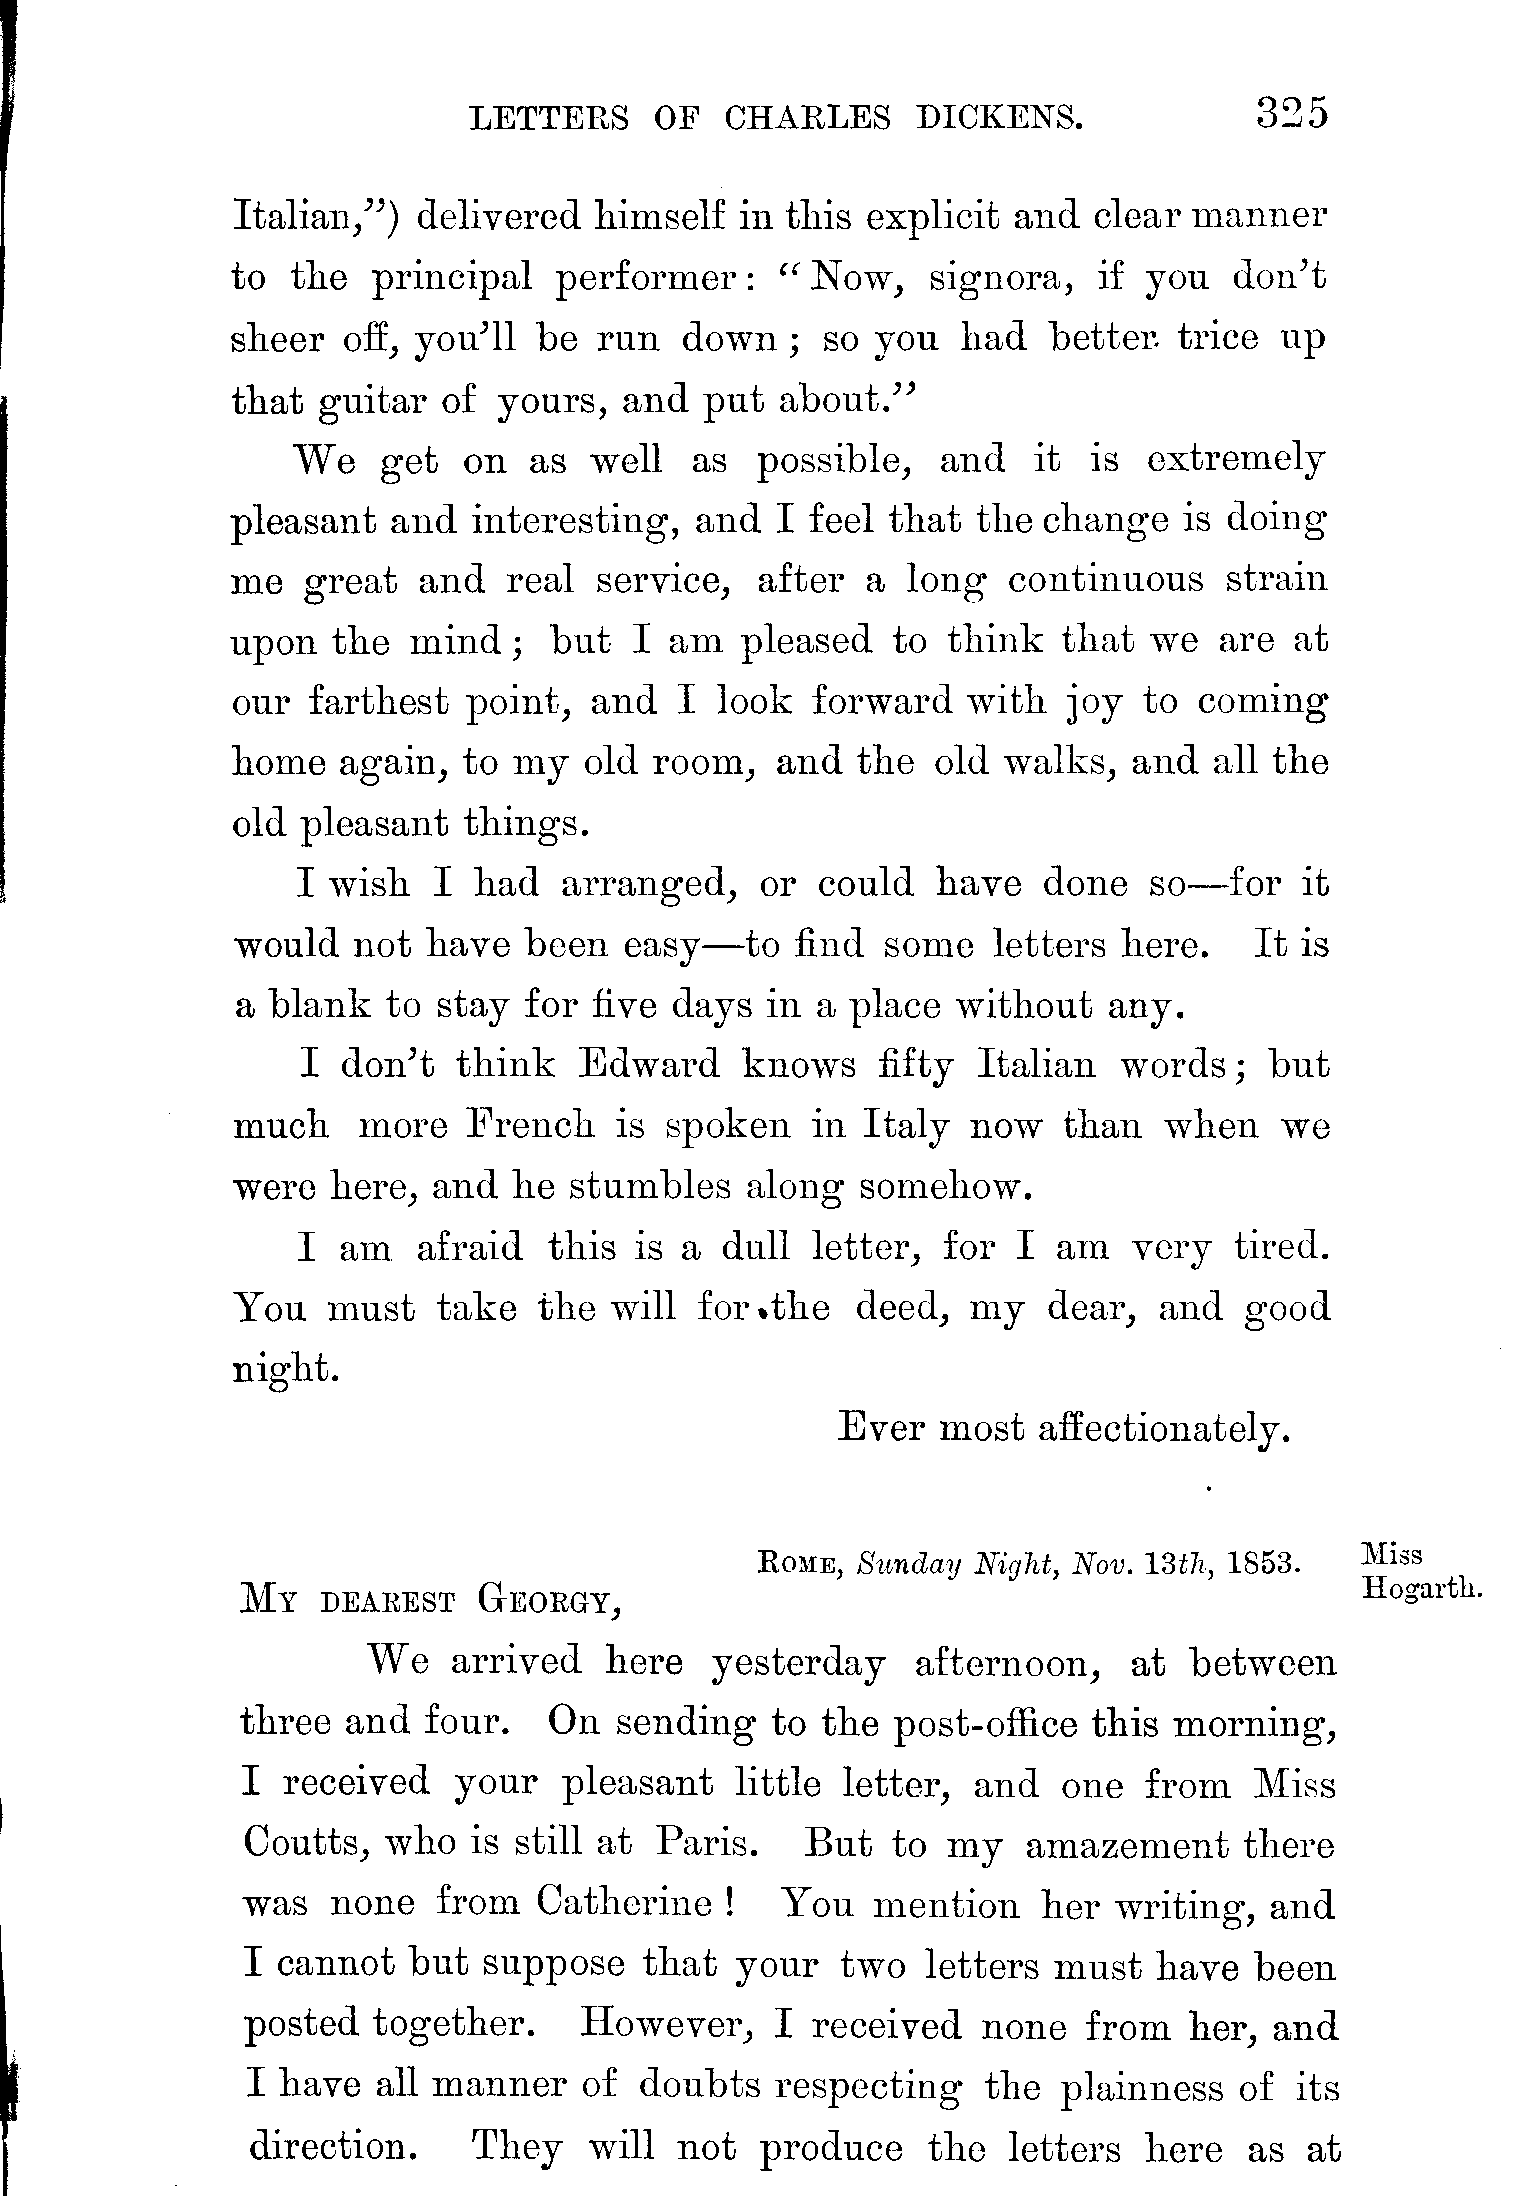 LETTERS OF CHARLES DICKENS. 325
Italian,”) delivered himself in this explicit and clear manner
to the principal performer: “Now, signora, if you don’t
sheer off, you’ll be run down; so you had better trice up
that guitar of yours, and put about.”
We get on as well as possible, and it is extremely
pleasant and interesting, and I feel that the change is doing
me great and real service, after a long continuous strain
upon the mind; but I am pleased to think that we are at
our farthest point, and I look forward with joy to coming
home again, to my old room, and the old walks, and all the
old pleasant things.
I wish I had arranged, or could have done so—for it
would not have been easy—to find some letters here. It is
a blank to stay for five days in a place without any.
I don’t think Edward knows fifty Italian words; but
much more French is spoken in Italy now than when we
were here, and he stumbles along somehow.
I am afraid this is a dull letter, for I am very tired.
You must take the will for the deed, my dear, and good
night.
Ever most affectionately.
ROME, Sunday Night, Nov. 13th, 1853.
Miss
Hogarth.
MY DEAREST GEORGY,
We arrived here yesterday afternoon, at between
three and four. On sending to the post-office this morning,
I received your pleasant little letter, and one from Miss
Coutts, who is still at Paris. But to my amazement there
was none from Catherine! You mention her writing, and
I cannot but suppose that your two letters must have been
posted together. However, I received none from her, and
I have all manner of doubts respecting the plainness of its
direction. They will not produce the letters here as at